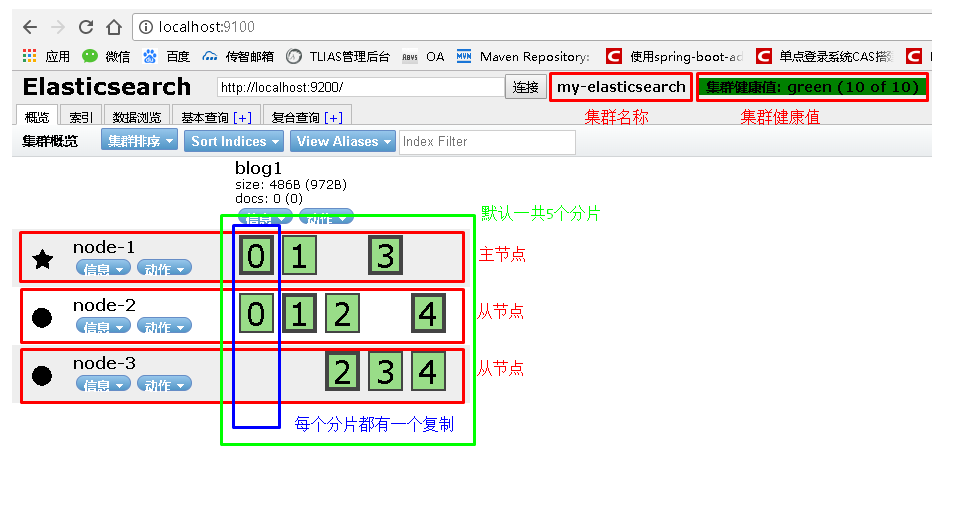 localhost:9100
应用 微信 百度 传智邮箱 TLIAS管理后台 RBVS OA MVN Maven Repository: C 使用spring-boot-ad C 单点登录系统CAS搭 C
Elasticsearch http://localhost:9200/ 连接 my-elasticsearch 集群健康值: green (10 of 10)
概览 索引 数据浏览 基本查询 [+] 复合查询 [+] 集群名称 集群健康值
集群概览 集群排序 Sort Indices View Aliases Index Filter
blog1
size: 486B (972B)
docs: 0 (0)
信息 动作 默认一共5个分片
node-1 0 1 3 主节点
信息 动作
node-2 0 1 2 4 从节点
信息 动作
node-3 2 3 4 从节点
信息 动作
每个分片都有一个复制